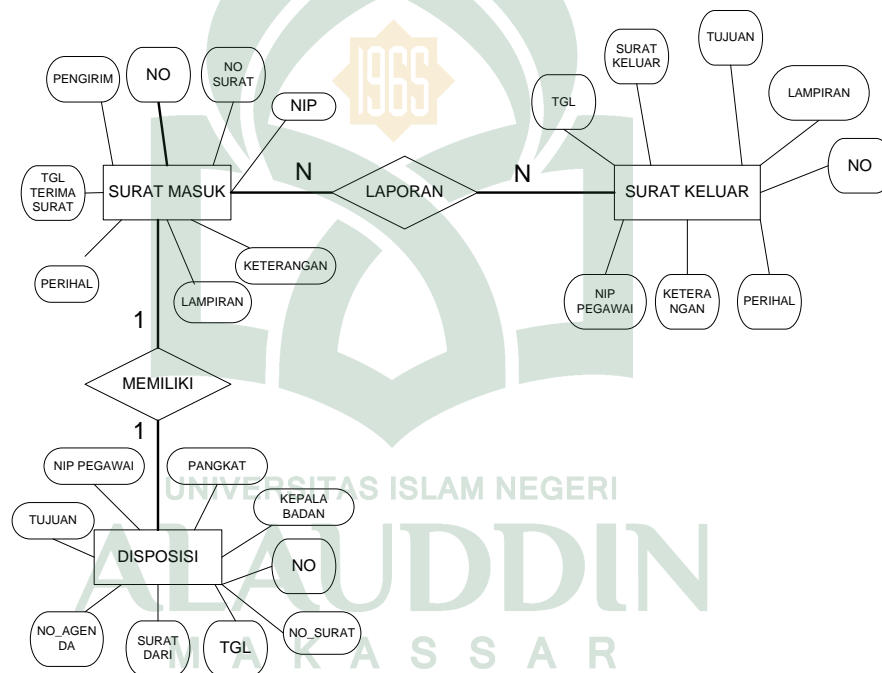 1965
PENGIRIM
NO
NO
SURAT
NIP
TGL
TERIMA
SURAT
SURAT MASUK
PERIHAL
LAMPIRAN
KETERANGAN
N
LAPORAN
N
SURAT
KELUAR
TUJUAN
TGL
LAMPIRAN
NO
SURAT KELUAR
NIP
PEGAWAI
KETERA
NGAN
PERIHAL
1
MEMILIKI
1
NIP PEGAWAI
PANGKAT
UNIVERSITAS ISLAM NEGERI
KEPALA
BADAN
TUJUAN
DISPOSISI
NO
ALAUDDIN
NO_AGEN
DA
SURAT
DARI
TGL
NO_SURAT
MAKASSAR